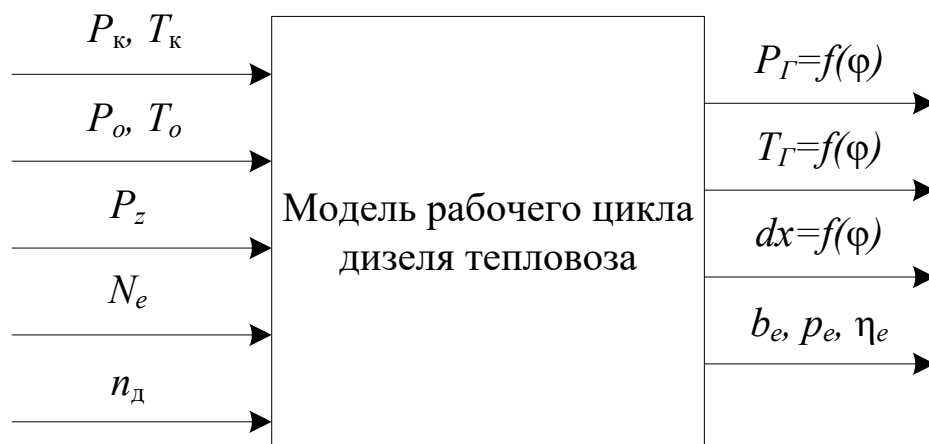 Pк, Tк
Po, To
Pz
Ne
nд
Модель рабочего цикла
дизеля тепловоза
PГ=f(φ)
TГ=f(φ)
dx=f(φ)
be, pe, ηe